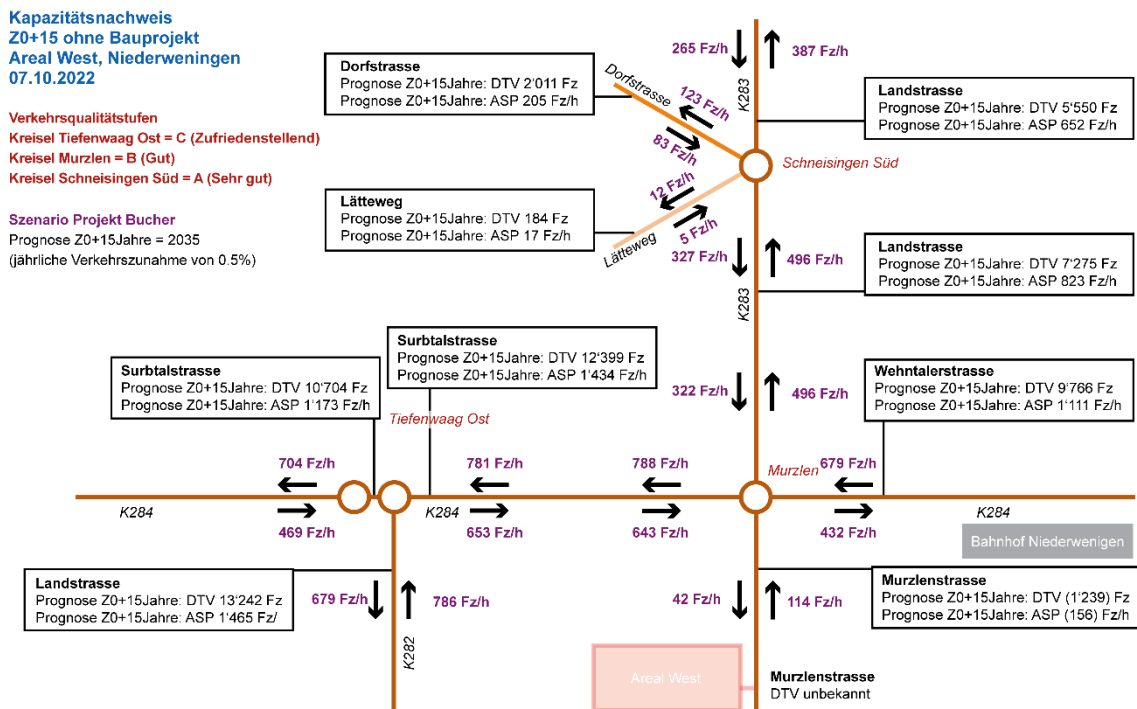 Kapazitätsnachweis
Z0+15 ohne Bauprojekt
Areal West, Niederweningen
07.10.2022
Verkehrsqualitätstufen
Kreisel Tiefenwaag Ost = C (Zufriedenstellend)
Kreisel Murzlen = B (Gut)
Kreisel Schneisingen Süd = A (Sehr gut)
Szenario Projekt Bucher
Prognose Z0+15Jahre = 2035
(jährliche Verkehrszunahme von 0.5%)
265 Fz/h
387 Fz/h
K283
Dorfstrasse
Prognose Z0+15Jahre: DTV 2'011 Fz
Prognose Z0+15Jahre: ASP 205 Fz/h
Dorfstrasse
123 Fz/h
83 Fz/h
Landstrasse
Prognose Z0+15Jahre: DTV 5'550 Fz
Prognose Z0+15Jahre: ASP 652 Fz/h
Schneisingen Süd
Lätteweg
Prognose Z0+15Jahre: DTV 184 Fz
Prognose Z0+15Jahre: ASP 17 Fz/h
12 Fz/h
5 Fz/h
Lätteweg
327 Fz/h
496 Fz/h
K283
Landstrasse
Prognose Z0+15Jahre: DTV 7'275 Fz
Prognose Z0+15Jahre: ASP 823 Fz/h
Surbtalstrasse
Prognose Z0+15Jahre: DTV 12'399 Fz
Prognose Z0+15Jahre: ASP 1'434 Fz/h
Surbtalstrasse
Prognose Z0+15Jahre: DTV 10'704 Fz
Prognose Z0+15Jahre: ASP 1'173 Fz/h
Tiefenwaag Ost
322 Fz/h
496 Fz/h
Wehntalerstrasse
Prognose Z0+15Jahre: DTV 9'766 Fz
Prognose Z0+15Jahre: ASP 1'111 Fz/h
704 Fz/h
781 Fz/h
788 Fz/h
Murzlen
679 Fz/h
K284
469 Fz/h
K284
653 Fz/h
643 Fz/h
432 Fz/h
K284
Bahnhof Niederwenigen
Landstrasse
Prognose Z0+15Jahre: DTV 13'242 Fz
Prognose Z0+15Jahre: ASP 1'465 Fz/
679 Fz/h
786 Fz/h
K282
42 Fz/h
114 Fz/h
Murzlenstrasse
Prognose Z0+15Jahre: DTV (1'239) Fz
Prognose Z0+15Jahre: ASP (156) Fz/h
Areal West
Murzlenstrasse
DTV unbekannt